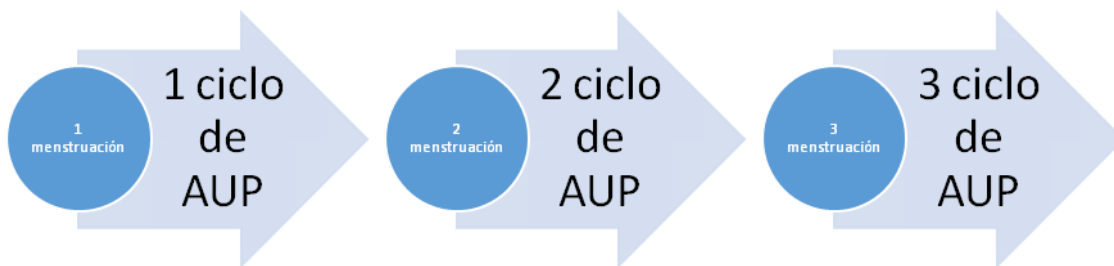 1
menstruación
1 ciclo
de
AUP
2
menstruación
2 ciclo
de
AUP
3
menstruación
3 ciclo
de
AUP